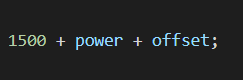 1500 + power + offset;